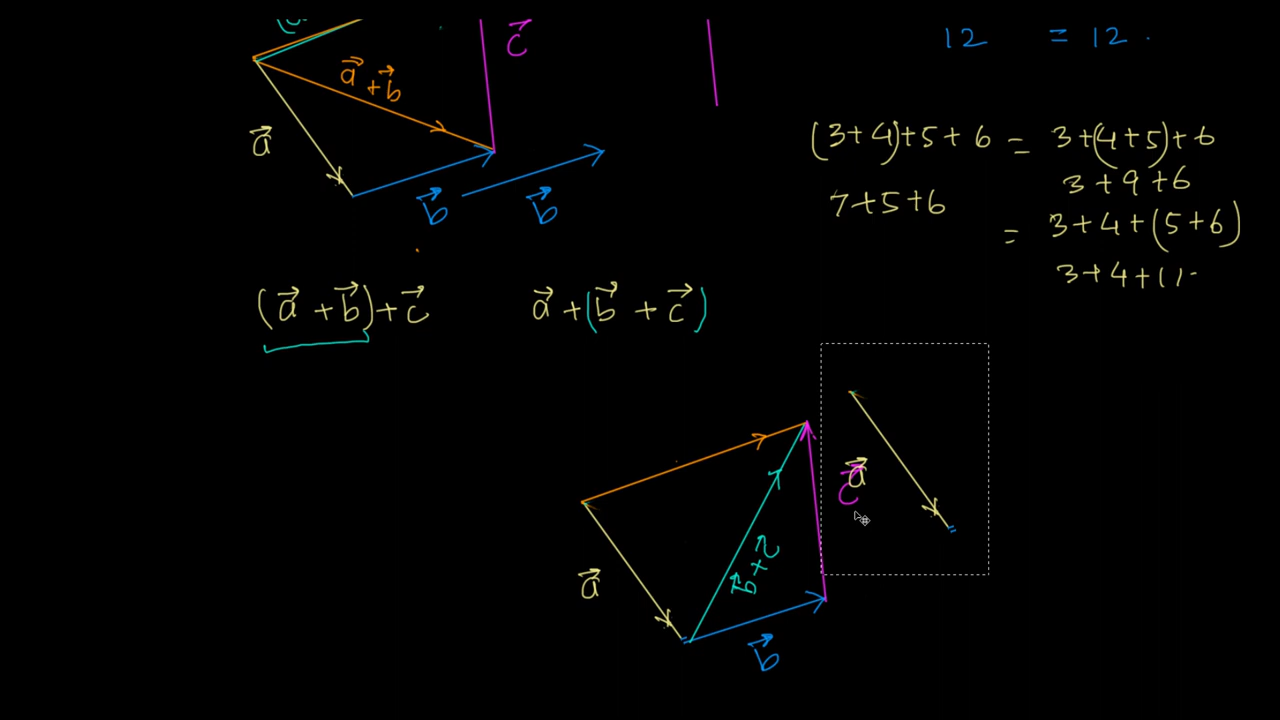 c⃗
12 = 12.
a⃗ + b⃗
a⃗
b⃗
b⃗
(3+4)+5+6 = 3+(4+5)+6
3+9+6
7+5+6
= 3+4+(5+6)
3+4+11
(a⃗ + b⃗)+c⃗
a⃗ + (b⃗ + c⃗)
a⃗
c⃗
a⃗
b⃗+c⃗
b⃗